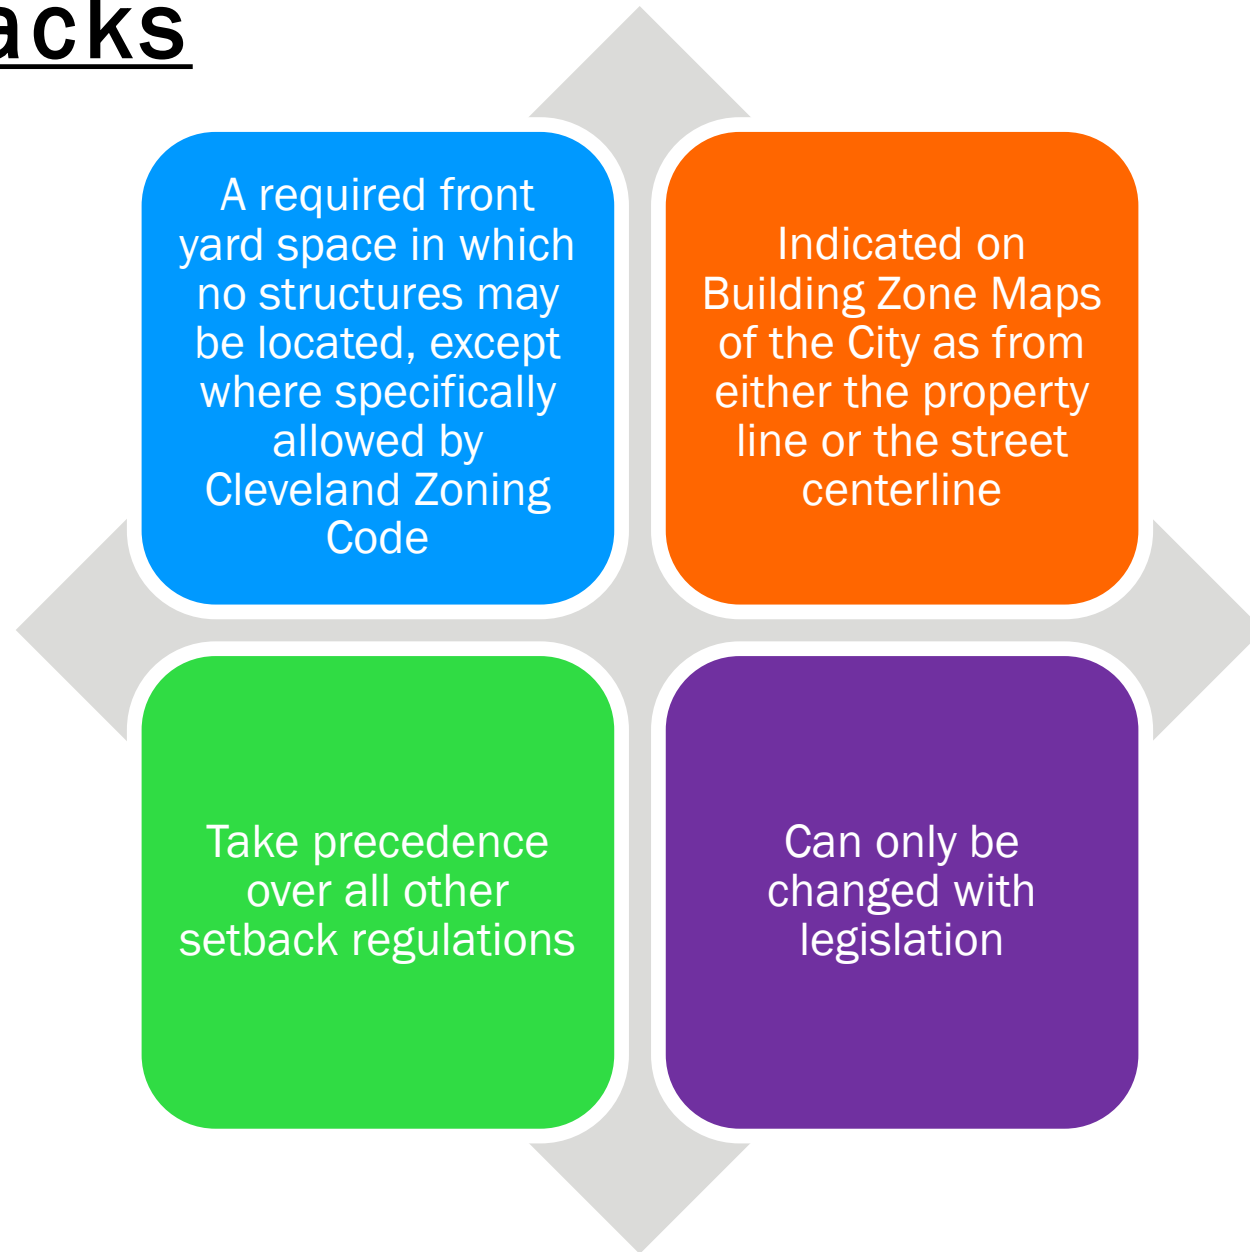 acks
A required front
yard space in which
no structures may
be located, except
where specifically
allowed by
Cleveland Zoning
Code
Indicated on
Building Zone Maps
of the City as from
either the property
line or the street
centerline
Take precedence
over all other
setback regulations
Can only be
changed with
legislation